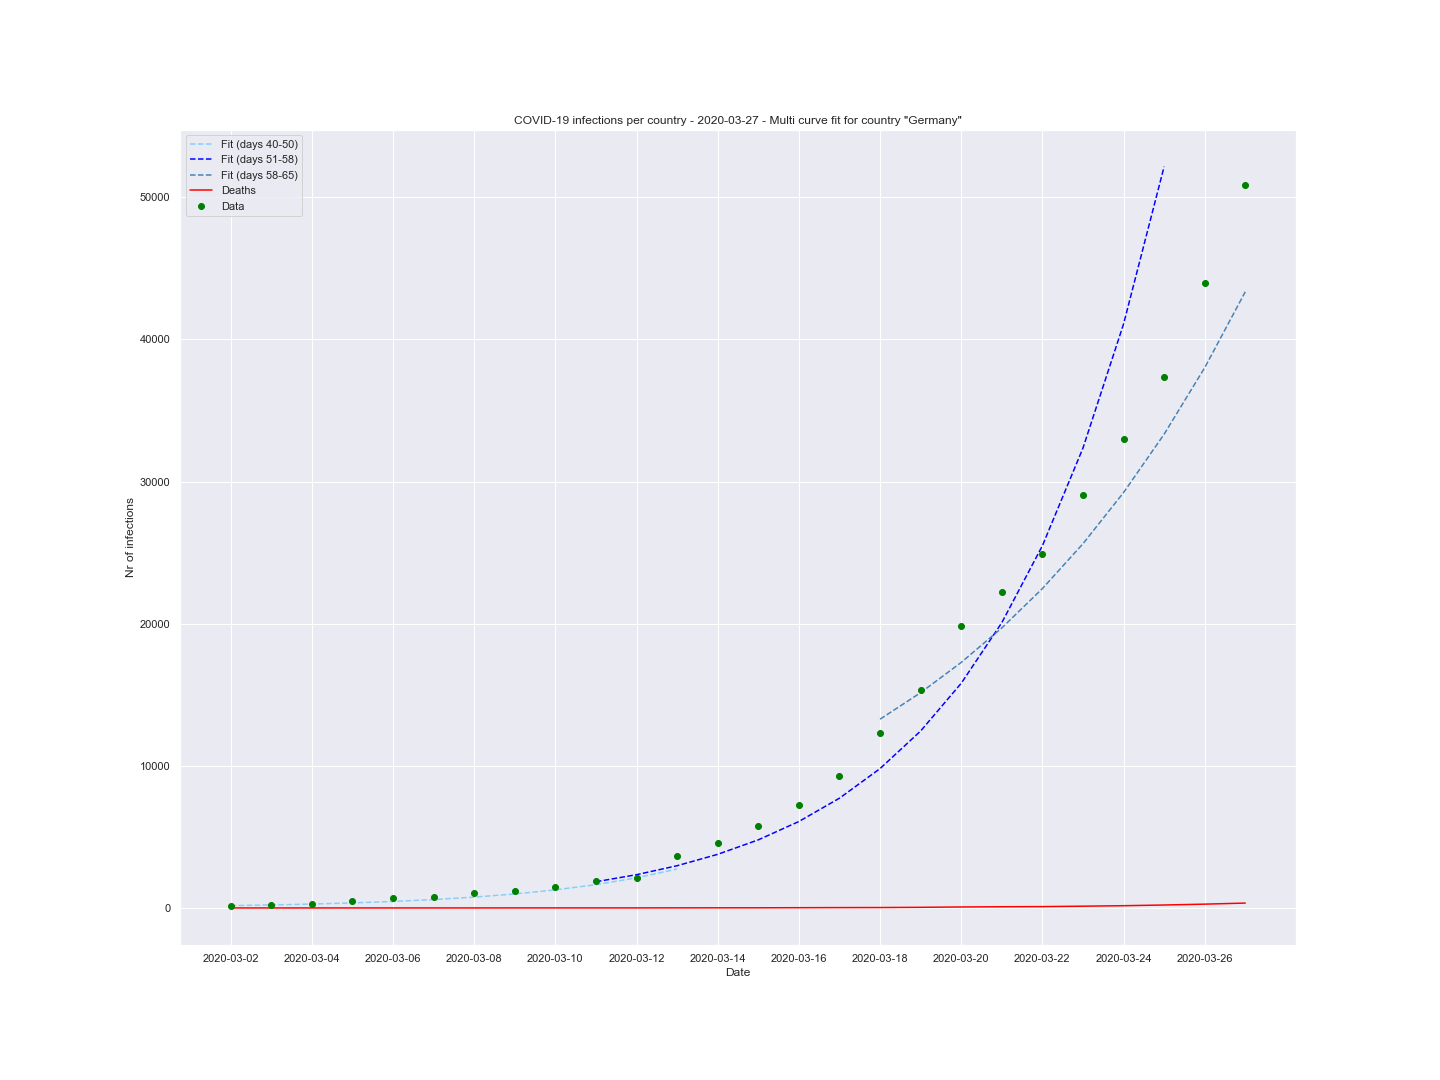 COVID-19 infections per country - 2020-03-27 - Multi curve fit for country "Germany"
Fit (days 40-50)
Fit (days 51-58)
Fit (days 58-65)
Deaths
Data
50000
40000
30000
20000
10000
0
Nr of infections
2020-03-02 2020-03-04 2020-03-06 2020-03-08 2020-03-10 2020-03-12 2020-03-14 2020-03-16 2020-03-18 2020-03-20 2020-03-22 2020-03-24 2020-03-26
Date